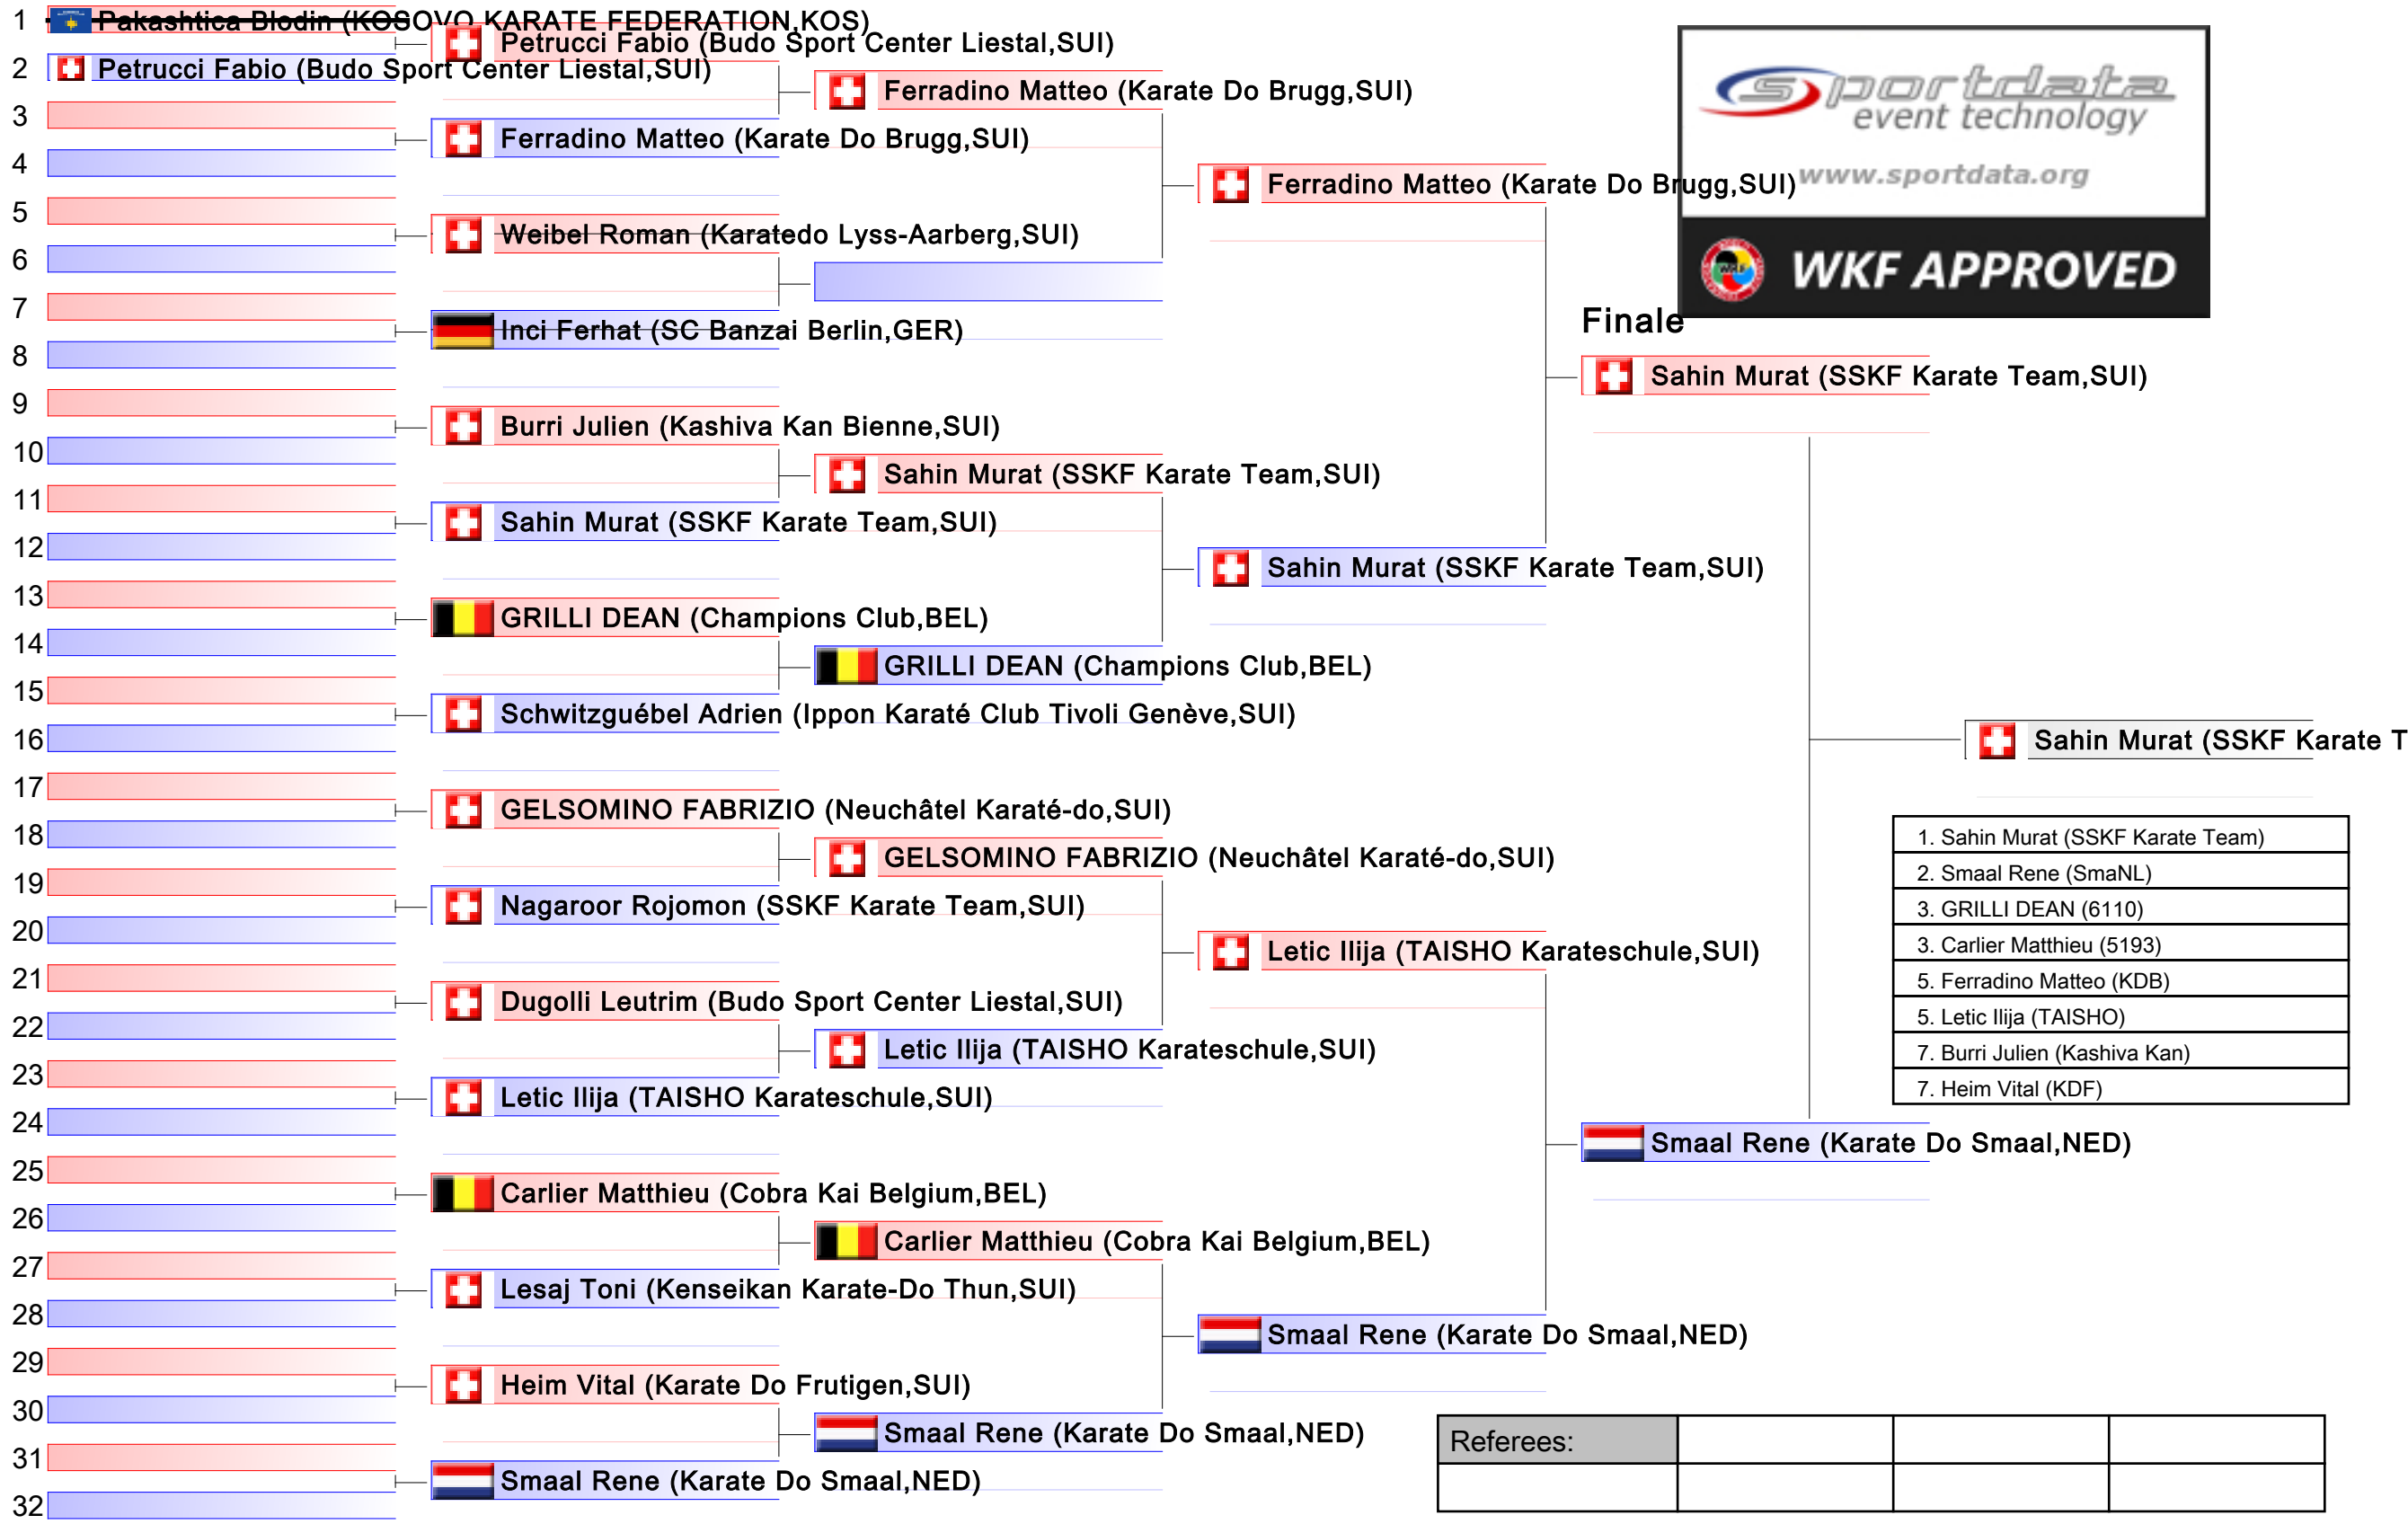 1 Pakashtica Blodin (KOSOVO KARATE FEDERATION,KOS)
Petrucci Fabio (Budo Sport Center Liestal,SUI)
2 Petrucci Fabio (Budo Sport Center Liestal,SUI)
Ferradino Matteo (Karate Do Brugg,SUI)
3
Ferradino Matteo (Karate Do Brugg,SUI)
4
Ferradino Matteo (Karate Do Brugg,SUI)
5
Weibel Roman (Karatedo Lyss-Aarberg,SUI)
6
7
Inci Ferhat (SC Banzai Berlin,GER)
8
sportdata
event technology
www.sportdata.org
WKF APPROVED
Finale
Sahin Murat (SSKF Karate Team,SUI)
9
Burri Julien (Kashiva Kan Bienne,SUI)
10
Sahin Murat (SSKF Karate Team,SUI)
11
Sahin Murat (SSKF Karate Team,SUI)
12
Sahin Murat (SSKF Karate Team,SUI)
13
GRILLI DEAN (Champions Club,BEL)
14
GRILLI DEAN (Champions Club,BEL)
15
Schwitzguébel Adrien (Ippon Karaté Club Tivoli Genève,SUI)
16
Sahin Murat (SSKF Karate T
17
GELSOMINO FABRIZIO (Neuchâtel Karaté-do,SUI)
18
GELSOMINO FABRIZIO (Neuchâtel Karaté-do,SUI)
19
Nagaroor Rojomon (SSKF Karate Team,SUI)
20
Letic Ilija (TAISHO Karateschule,SUI)
21
Dugolli Leutrim (Budo Sport Center Liestal,SUI)
22
Letic Ilija (TAISHO Karateschule,SUI)
23
Letic Ilija (TAISHO Karateschule,SUI)
24
1. Sahin Murat (SSKF Karate Team)
2. Smaal Rene (SmaNL)
3. GRILLI DEAN (6110)
3. Carlier Matthieu (5193)
5. Ferradino Matteo (KDB)
5. Letic Ilija (TAISHO)
7. Burri Julien (Kashiva Kan)
7. Heim Vital (KDF)
Smaal Rene (Karate Do Smaal,NED)
25
Carlier Matthieu (Cobra Kai Belgium,BEL)
26
Carlier Matthieu (Cobra Kai Belgium,BEL)
27
Lesaj Toni (Kenseikan Karate-Do Thun,SUI)
28
Smaal Rene (Karate Do Smaal,NED)
29
Heim Vital (Karate Do Frutigen,SUI)
30
Smaal Rene (Karate Do Smaal,NED)
31
Smaal Rene (Karate Do Smaal,NED)
32
Referees: